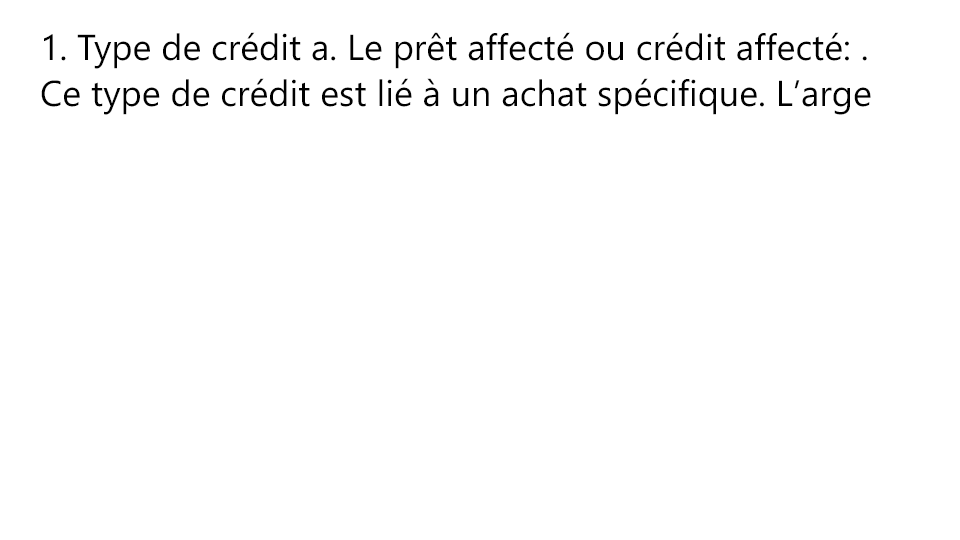 1. Type de crédit a. Le prêt affecté ou crédit affecté: .
Ce type de crédit est lié à un achat spécifique. L’arge